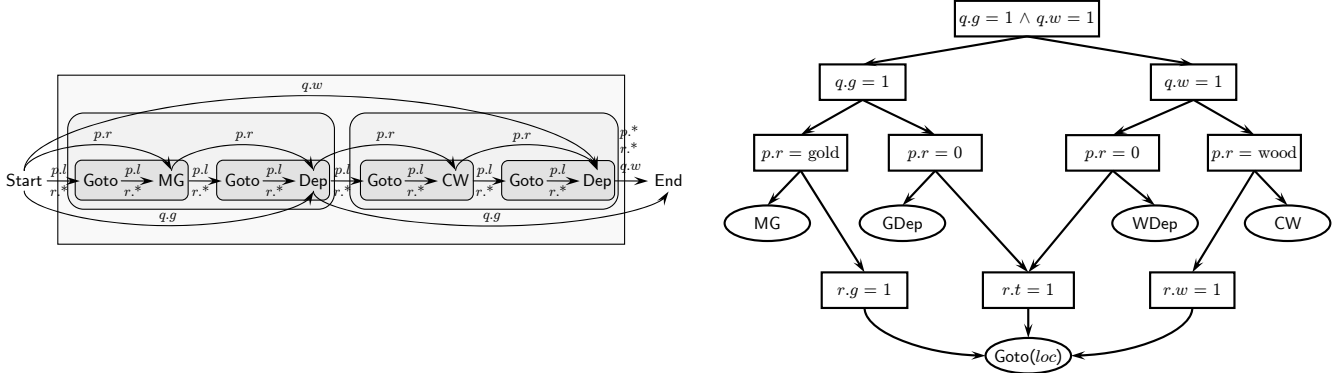 q.w
p.r p.r p.r p.r p.*
r.*
Start p.l r.* Goto p.l r.* MG p.l r.* Goto p.l r.* Dep p.l r.* Goto p.l r.* CW p.l r.* Goto p.l r.* Dep q.w End
q.g q.g
q.g = 1 ∧ q.w = 1
q.g = 1 q.w = 1
p.r = gold p.r = 0 p.r = 0 p.r = wood
MG GDep WDep CW
r.g = 1 r.t = 1 r.w = 1
Goto(loc)